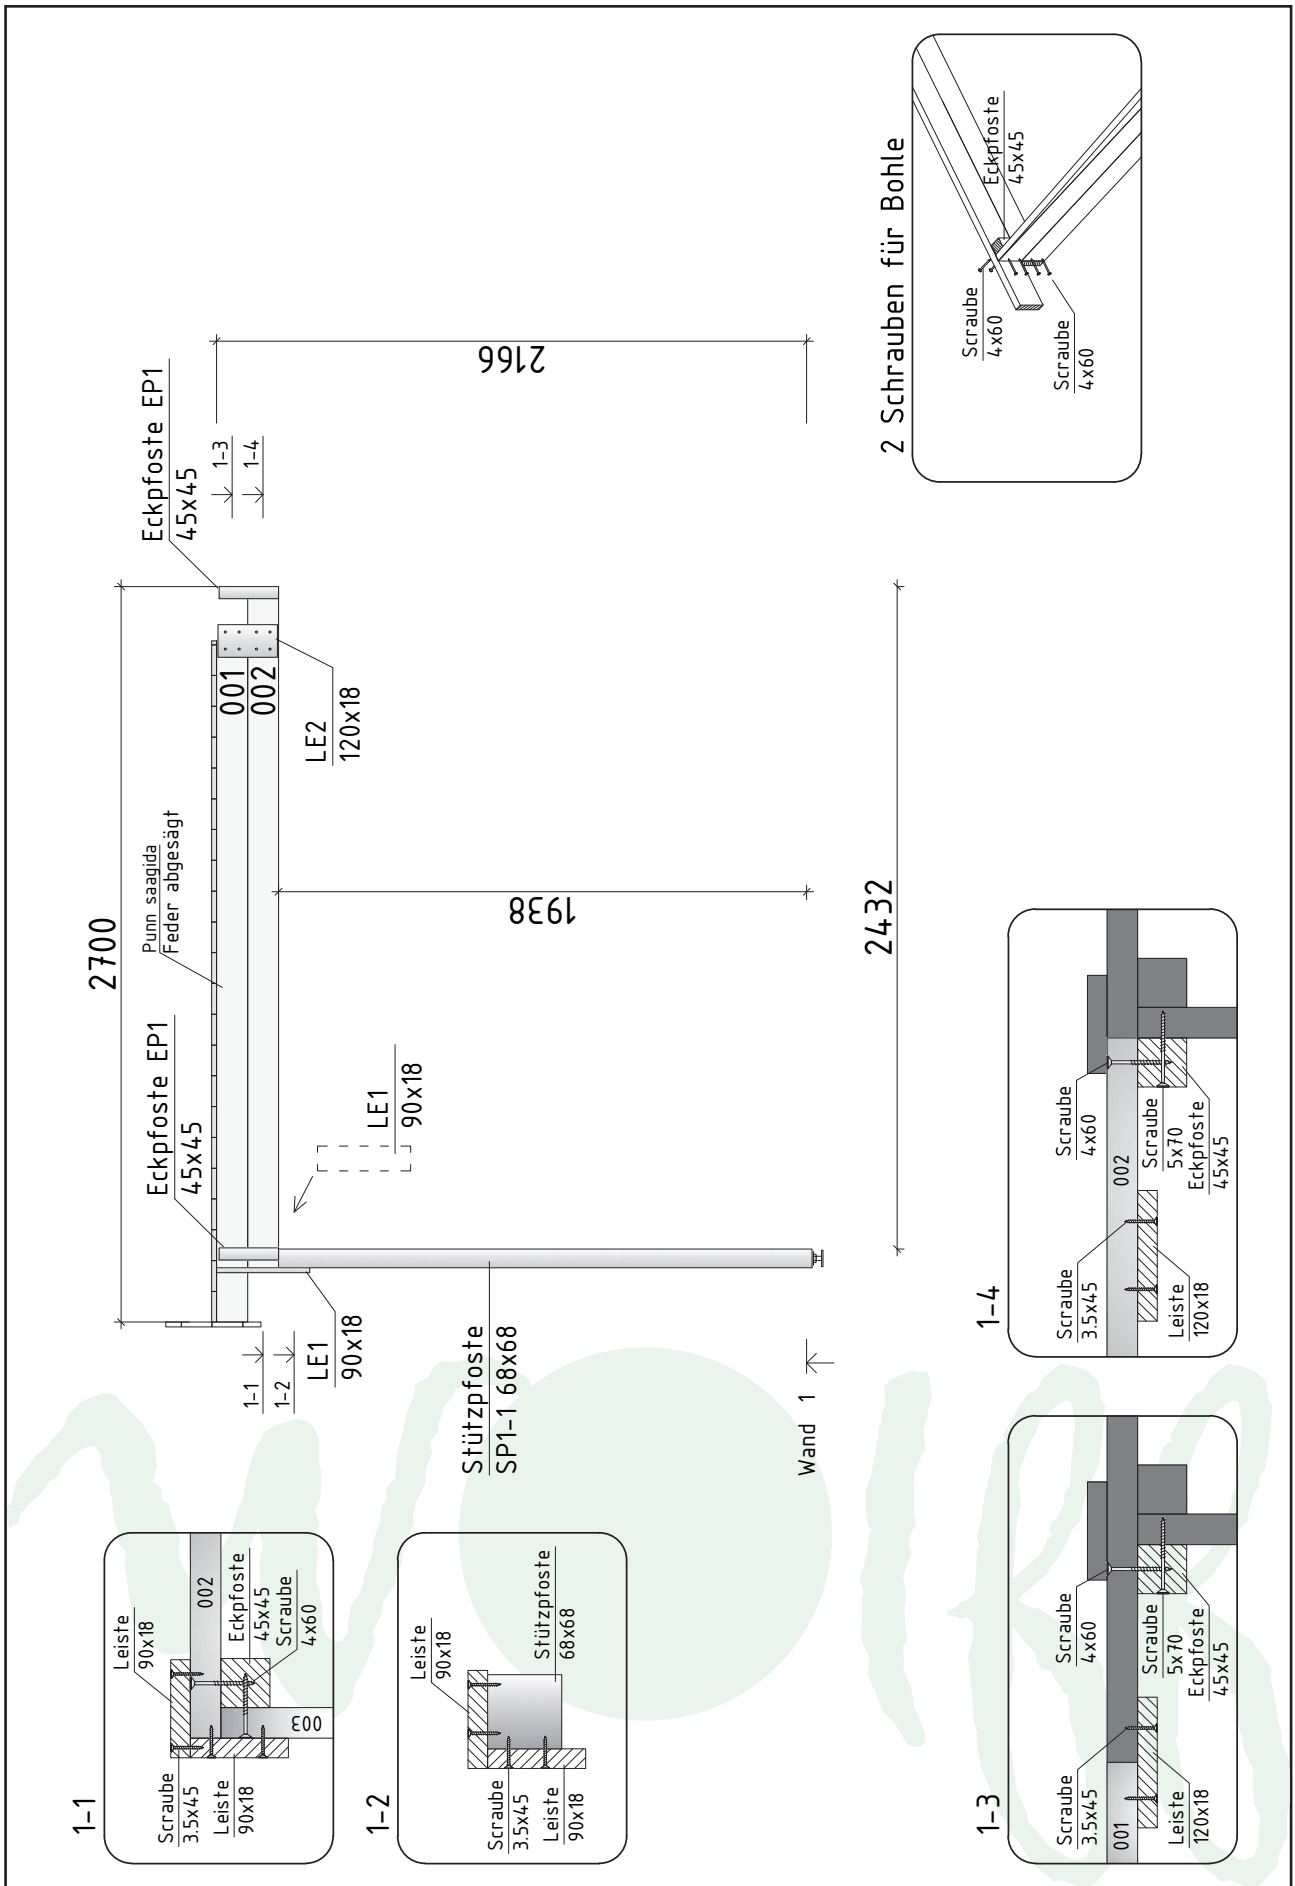 2700
Eckpfoste EP1
45x45
Punn saagida
Feder abgesägt
Eckpfoste EP1
45x45
1-3
1-4
2166
001
002
LE2
120x18
LE1
90x18
1938
2432
1-1
1-2
LE1
90x18
Stützpfoste
SP1-1 68x68
Wand 1
2 Schrauben für Bohle
Scraube
4x60
Eckpfoste
45x45
Scraube
4x60
1-1
Leiste
90x18
002
Eckpfoste
45x45
Scraube
4x60
003
Scraube
3.5x45
Leiste
90x18
1-2
Leiste
90x18
Stützpfoste
68x68
Scraube
3.5x45
Leiste
90x18
1-3
Scraube
3.5x45
Scraube
4x60
001
Leiste
120x18
Scraube
5x70
Eckpfoste
45x45
1-4
Scraube
3.5x45
Scraube
4x60
002
Leiste
120x18
Scraube
5x70
Eckpfoste
45x45